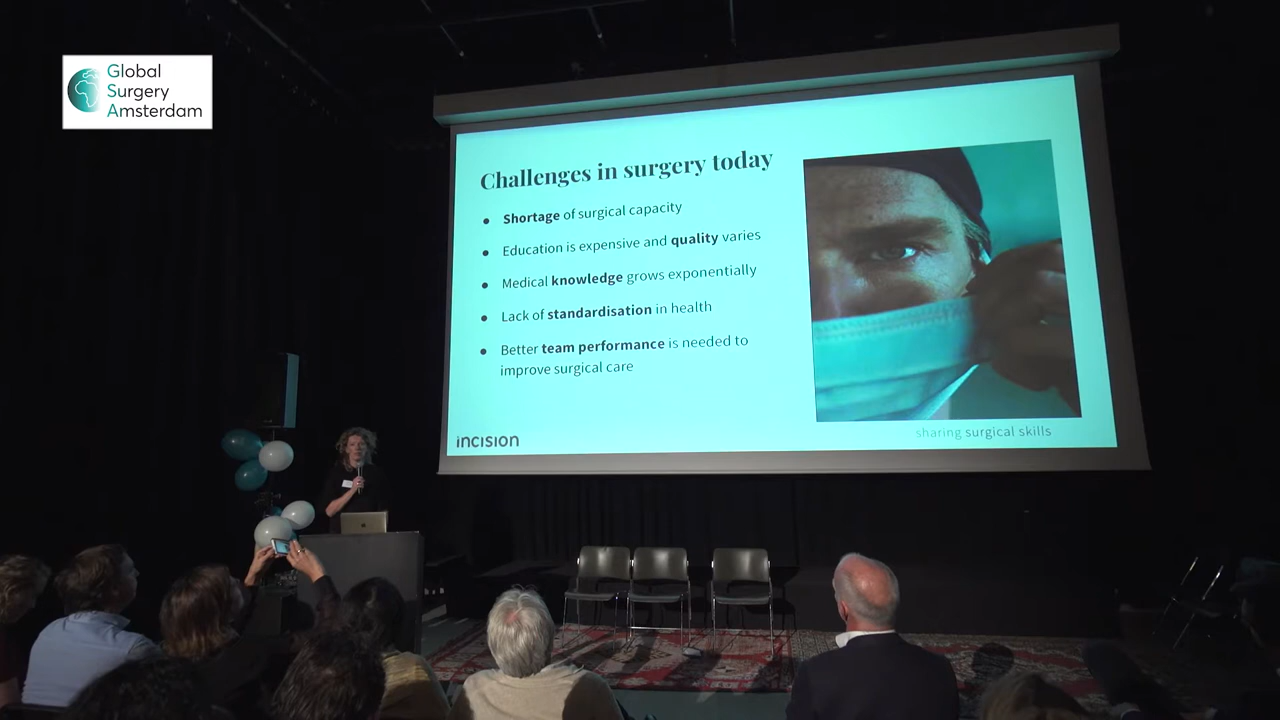 Global
Surgery
Amsterdam
Challenges in surgery today
• Shortage of surgical capacity
• Education is expensive and quality varies
• Medical knowledge grows exponentially
• Lack of standardisation in health
• Better team performance is needed to
improve surgical care
incision
sharing surgical skills